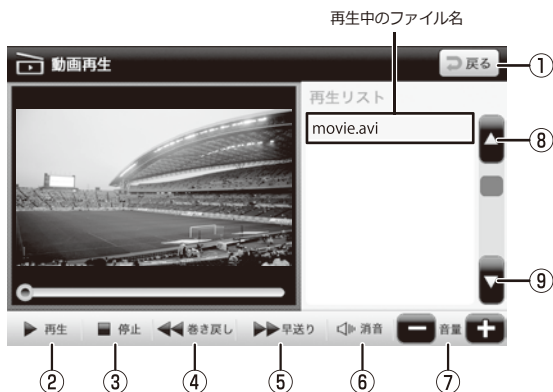 再生中のファイル名
動画再生
戻る
①
再生リスト
movie.avi
⑧
⑨
再生
停止
巻き戻し
早送り
消音
音量
②
③
④
⑤
⑥
⑦